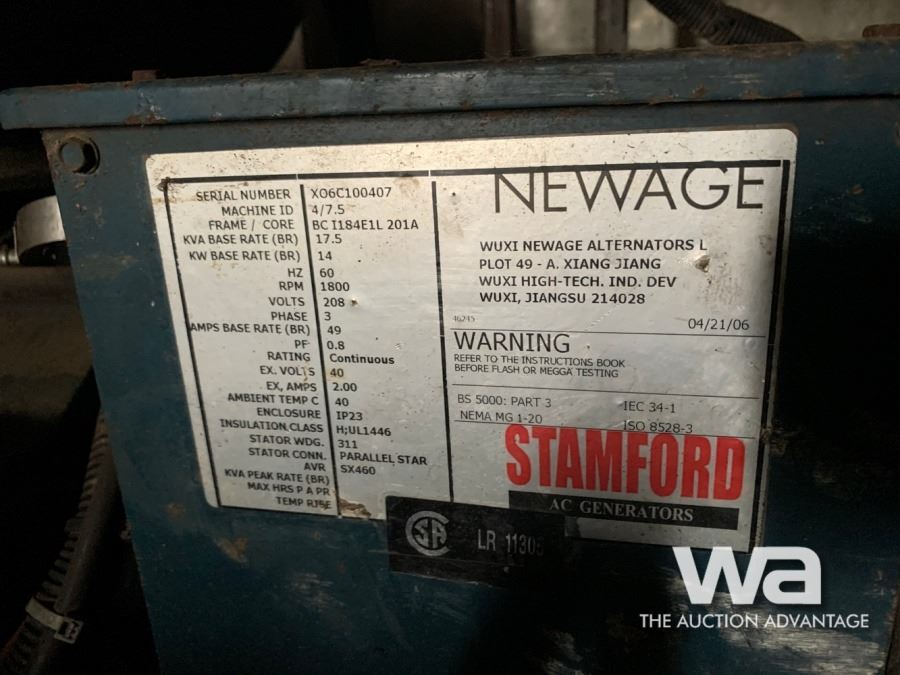 SERIAL NUMBER XO6C100407
MACHINE ID 4/7.5
FRAME / CORE BC I184E1L 201A
KVA BASE RATE (BR) 17.5
KW BASE RATE (BR) 14
HZ 60
RPM 1800
VOLTS 208
PHASE 3
AMPS BASE RATE (BR) 49
PF 0.8
RATING Continuous
EX. VOLTS 40
EX, AMPS 2.00
AMBIENT TEMP C 40
ENCLOSURE IP23
INSULATION CLASS H;UL1446
STATOR WDG. 311
STATOR CONN. PARALLEL STAR
AVR SX460
KVA PEAK RATE (BR)
MAX HRS P A PR
TEMP RISE
NEWAGE
WUXI NEWAGE ALTERNATORS L
PLOT 49 - A. XIANG JIANG
WUXI HIGH-TECH. IND. DEV
WUXI, JIANGSU 214028
46245 04/21/06
WARNING
REFER TO THE INSTRUCTIONS BOOK
BEFORE FLASH OR MEGGA TESTING
BS 5000: PART 3 IEC 34-1
NEMA MG 1-20 ISO 8528-3
STAMFORD
AC GENERATORS
SA LR 11305
wa
THE AUCTION ADVANTAGE